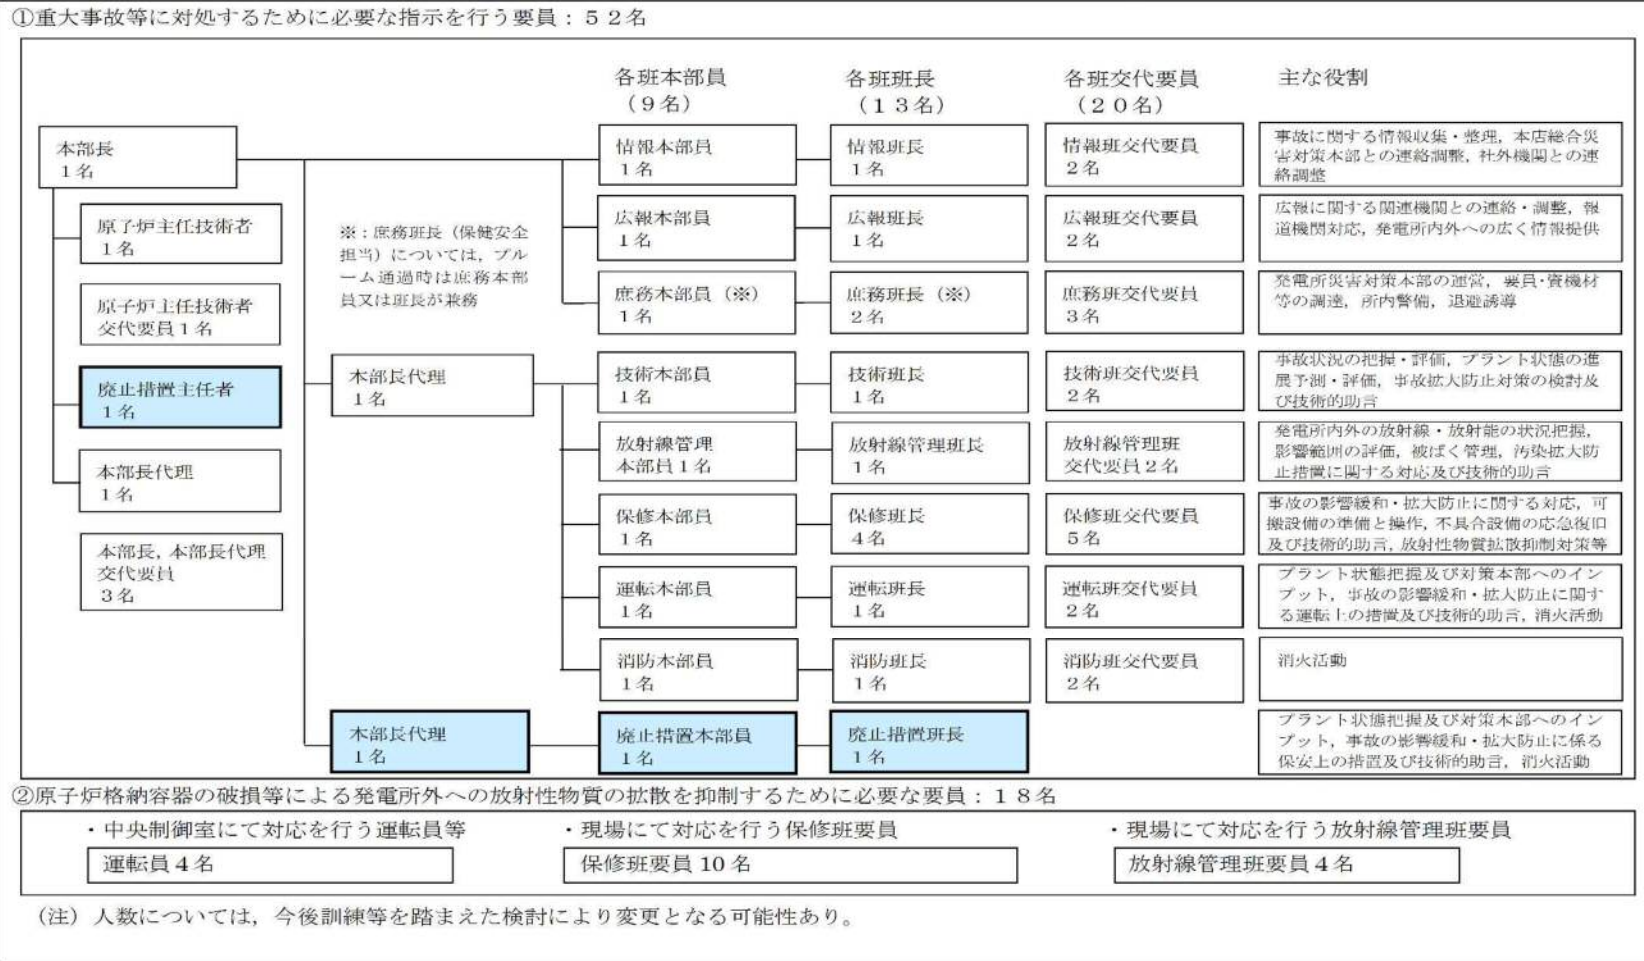 ①重大事故等に対処するために必要な指示を行う要員：５２名
各班本部員
（９名）
各班班長
（１３名）
各班交代要員
（２０名）
主な役割
本部長
１名
原子炉主任技術者
１名
原子炉主任技術者
交代要員１名
廃止措置主任者
１名
本部長代理
１名
本部長，本部長代理
交代要員
３名
※：庶務班長（保健安全
担当）については，プル
ーム通過時は庶務本部
員又は班長が兼務
本部長代理
１名
本部長代理
１名
情報本部員
１名
情報班長
１名
情報班交代要員
２名
事故に関する情報収集・整理，本店総合災
害対策本部との連絡調整，社外機関との連
絡調整
広報本部員
１名
広報班長
１名
広報班交代要員
２名
広報に関する関連機関との連絡・調整，報
道機関対応，発電所内外への広く情報提供
庶務本部員（※）
１名
庶務班長（※）
２名
庶務班交代要員
３名
発電所災害対策本部の運営，要員・資機材
等の調達，所内警備，退避誘導
技術本部員
１名
技術班長
１名
技術班交代要員
２名
事故状況の把握・評価，プラント状態の進
展予測・評価，事故拡大防止対策の検討及
び技術的助言
放射線管理
本部員１名
放射線管理班長
１名
放射線管理班
交代要員２名
発電所内外の放射線・放射能の状況把握，
影響範囲の評価，被ばく管理，汚染拡大防
止措置に関する対応及び技術的助言
保修本部員
１名
保修班長
４名
保修班交代要員
５名
事故の影響緩和・拡大防止に関する対応，可
搬設備の準備と操作，不具合設備の応急復旧
及び技術的助言，放射性物質拡散抑制対策等
運転本部員
１名
運転班長
１名
運転班交代要員
２名
プラント状態把握及び対策本部へのイン
プット，事故の影響緩和・拡大防止に関す
る運転上の措置及び技術的助言，消火活動
消防本部員
１名
消防班長
１名
消防班交代要員
２名
消火活動
廃止措置本部員
１名
廃止措置班長
１名
プラント状態把握及び対策本部へのイン
プット，事故の影響緩和・拡大防止に係る
保安上の措置及び技術的助言，消火活動
②原子炉格納容器の破損等による発電所外への放射性物質の拡散を抑制するために必要な要員：１８名
・中央制御室にて対応を行う運転員等
運転員４名
・現場にて対応を行う保修班要員
保修班要員 10 名
・現場にて対応を行う放射線管理班要員
放射線管理班要員４名
（注）人数については，今後訓練等を踏まえた検討により変更となる可能性あり。